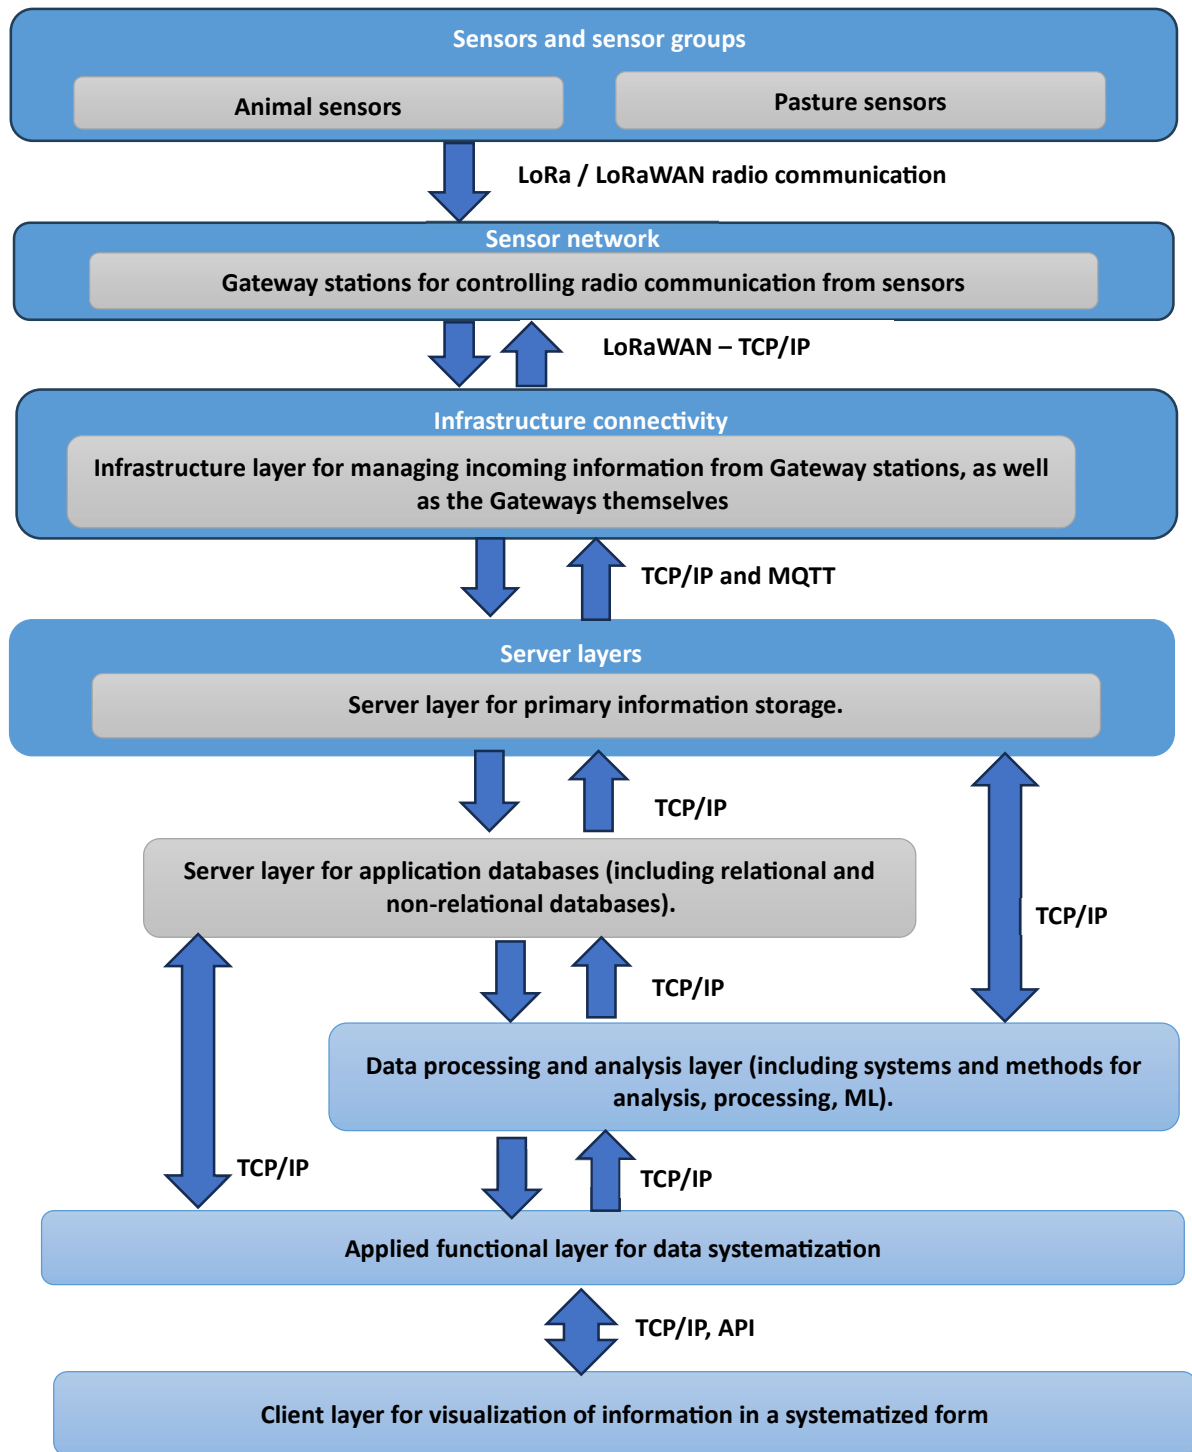 Sensors and sensor groups
Animal sensors
Pasture sensors
LoRa / LoRaWAN radio communication
Sensor network
Gateway stations for controlling radio communication from sensors
LoRaWAN – TCP/IP
Infrastructure connectivity
Infrastructure layer for managing incoming information from Gateway stations, as well
as the Gateways themselves
TCP/IP and MQTT
Server layers
Server layer for primary information storage.
TCP/IP
Server layer for application databases (including relational and
non-relational databases).
TCP/IP
TCP/IP
Data processing and analysis layer (including systems and methods for
analysis, processing, ML).
TCP/IP
TCP/IP
Applied functional layer for data systematization
TCP/IP, API
Client layer for visualization of information in a systematized form